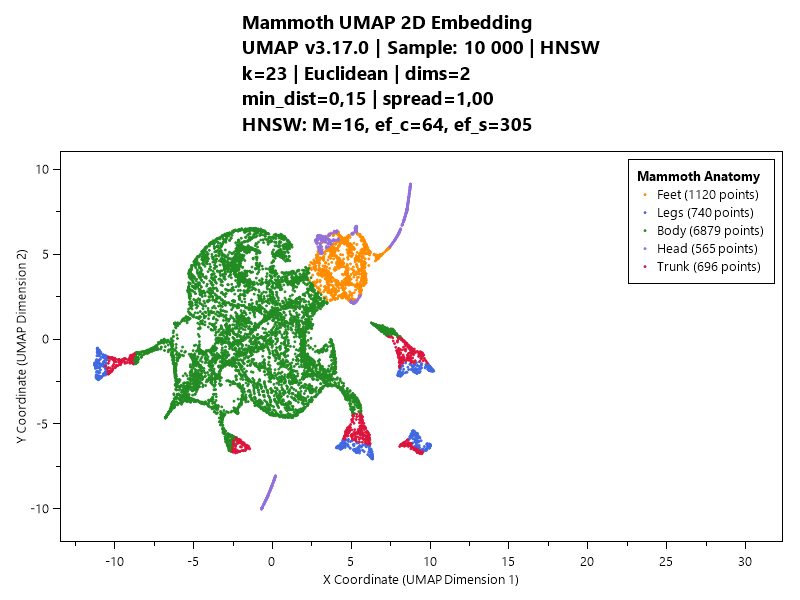 Mammoth UMAP 2D Embedding
UMAP v3.17.0 | Sample: 10 000 | HNSW
k=23 | Euclidean | dims=2
min_dist=0,15 | spread=1,00
HNSW: M=16, ef_c=64, ef_s=305
Mammoth Anatomy
Feet (1120 points)
Legs (740 points)
Body (6879 points)
Head (565 points)
Trunk (696 points)
Y Coordinate (UMAP Dimension 2)
10
5
0
-5
-10
-10
-5
0
5
10
15
20
25
30
X Coordinate (UMAP Dimension 1)